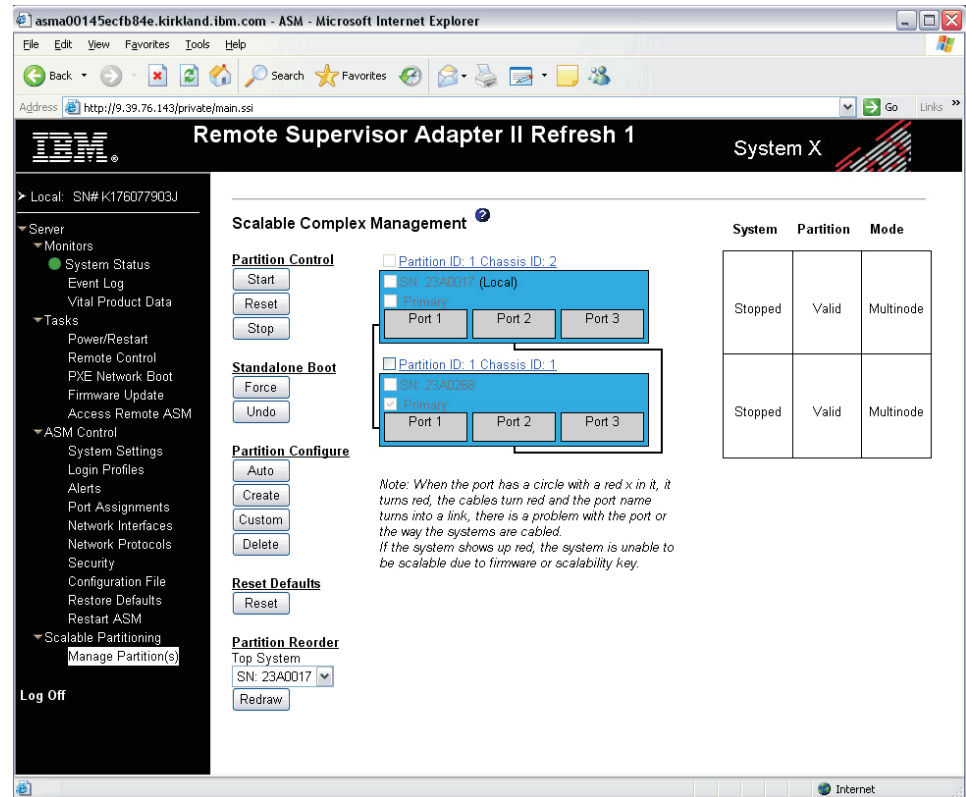 asma00145ecfb84e.kirkland.ibm.com - ASM - Microsoft Internet Explorer
File Edit View Favorites Tools Help
Back Search Favorites
Address http://9.39.76.143/private/main.ssi Go Links »
IBM® Remote Supervisor Adapter II Refresh 1 System X
Local: SN# K176077903J
Server
Monitors
System Status
Event Log
Vital Product Data
Tasks
Power/Restart
Remote Control
PXE Network Boot
Firmware Update
Access Remote ASM
ASM Control
System Settings
Login Profiles
Alerts
Port Assignments
Network Interfaces
Network Protocols
Security
Configuration File
Restore Defaults
Restart ASM
Scalable Partitioning
Manage Partition(s)
Log Off
Scalable Complex Management ?
Partition Control
Start
Reset
Stop
Standalone Boot
Force
Undo
Partition Configure
Auto
Create
Custom
Delete
Reset Defaults
Reset
Partition Reorder
Top System
SN: 23A0017
Redraw
Partition ID: 1 Chassis ID: 2
SN: 23A0017 (Local)
Primary
Port 1 Port 2 Port 3
Partition ID: 1 Chassis ID: 1
SN: 23A0268
Primary
Port 1 Port 2 Port 3
Note: When the port has a circle with a red x in it, it
turns red, the cables turn red and the port name
turns into a link, there is a problem with the port or
the way the systems are cabled.
If the system shows up red, the system is unable to
be scalable due to firmware or scalability key.
System Partition Mode
Stopped Valid Multinode
Stopped Valid Multinode
Internet